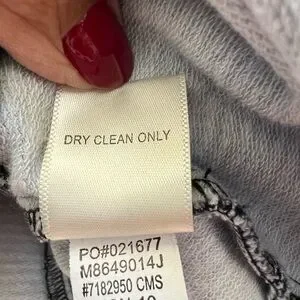 DRY CLEAN ONLY
PO#021677
M8649014J
#7182950 CMS